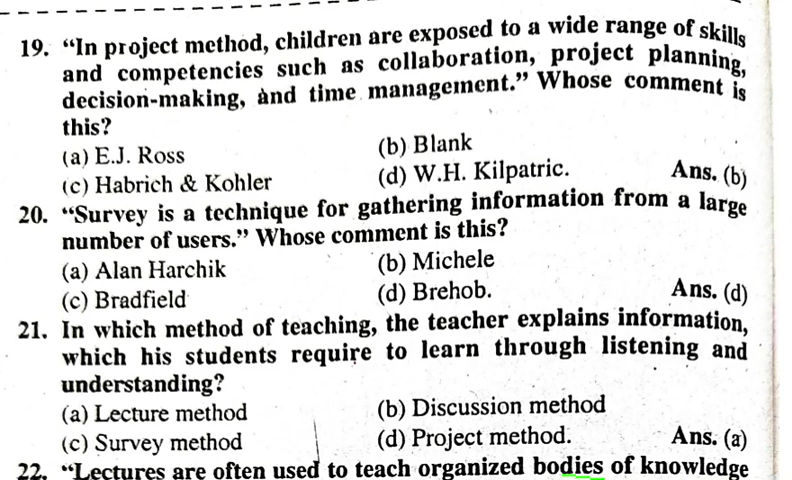 19. “In project method, children are exposed to a wide range of skills
and competencies such as collaboration, project planning,
decision-making, and time management.” Whose comment is
this?
(a) E.J. Ross (b) Blank
(c) Habrich & Kohler (d) W.H. Kilpatric. Ans. (b)
20. “Survey is a technique for gathering information from a large
number of users.” Whose comment is this?
(a) Alan Harchik (b) Michele
(c) Bradfield (d) Brehob. Ans. (d)
21. In which method of teaching, the teacher explains information,
which his students require to learn through listening and
understanding?
(a) Lecture method (b) Discussion method
(c) Survey method (d) Project method. Ans. (a)
22. “Lectures are often used to teach organized bodies of knowledge